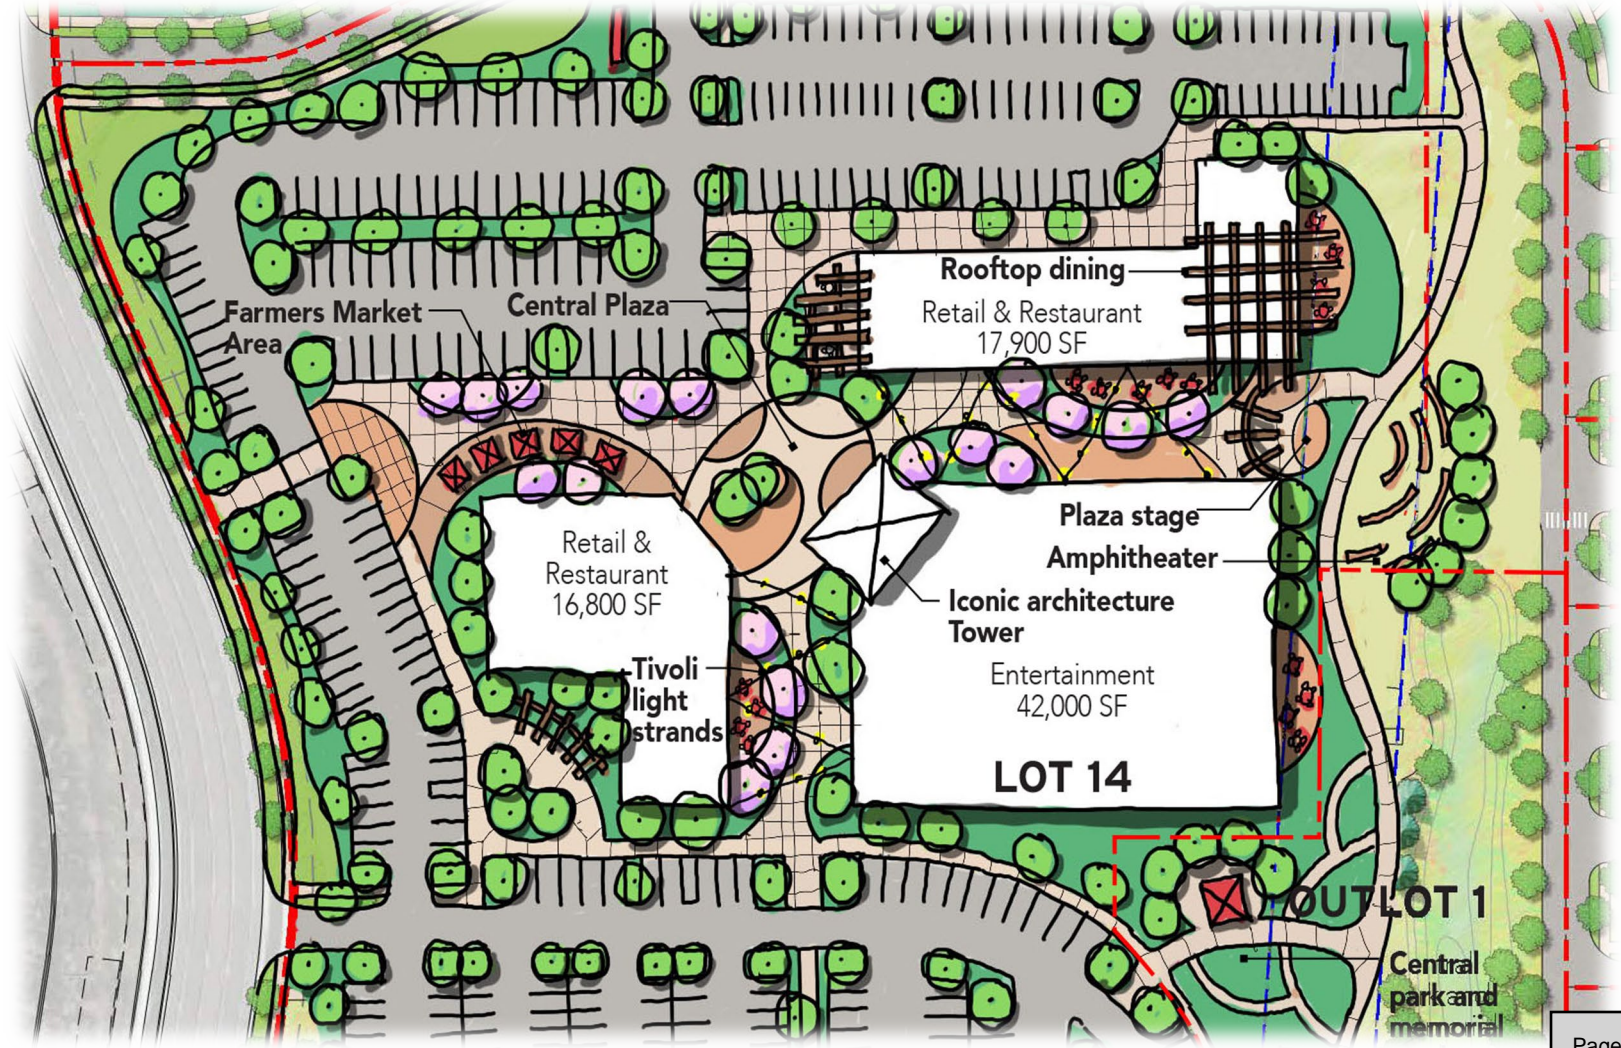 Rooftop dining
Retail & Restaurant
17,900 SF
Farmers Market
Area
Central Plaza
Plaza stage
Amphitheater
Retail &
Restaurant
16,800 SF
Iconic architecture
Tower
Tivoli
light
strands
Entertainment
42,000 SF
LOT 14
OUTLOT 1
Central
park and
memorial
Page